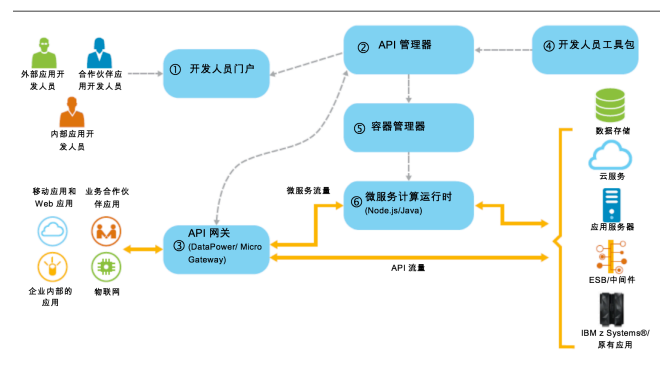 ② API 管理器
④ 开发人员工具包
① 开发人员门户
外部应用开
发人员
合作伙伴应
用开发人员
内部应用开
发人员
⑤ 容器管理器
数据存储
云服务
移动应用和
Web 应用
业务合作伙
伴应用
微服务流量
⑥ 微服务计算运行时
(Node.js/Java)
应用服务器
API 网关
③ (DataPower/ Micro
Gateway)
API 流量
ESB/中间件
企业内部的
应用
物联网
IBM z Systems®/
原有应用